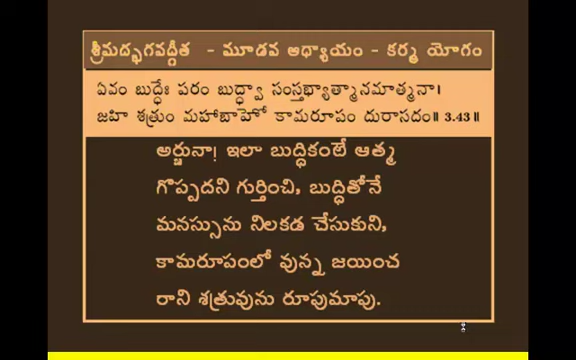 శ్రీమద్భగవద్గీత - మూడవ అధ్యాయం - కర్మ యోగం
ఏవం బుద్ధేః పరం బుద్ధ్వా సంస్తభ్యాత్మానమాత్మనా।
జహి శత్రుం మహాబాహో కామరూపం దురాసదం॥ 3.43॥
అర్జునా! ఇలా బుద్ధికంటే ఆత్మ
గొప్పదని గుర్తించి, బుద్ధితోనే
మనస్సును నిలకడ చేసుకుని,
కామరూపంలో వున్న జయించ
రాని శత్రువును రూపుమాపు.